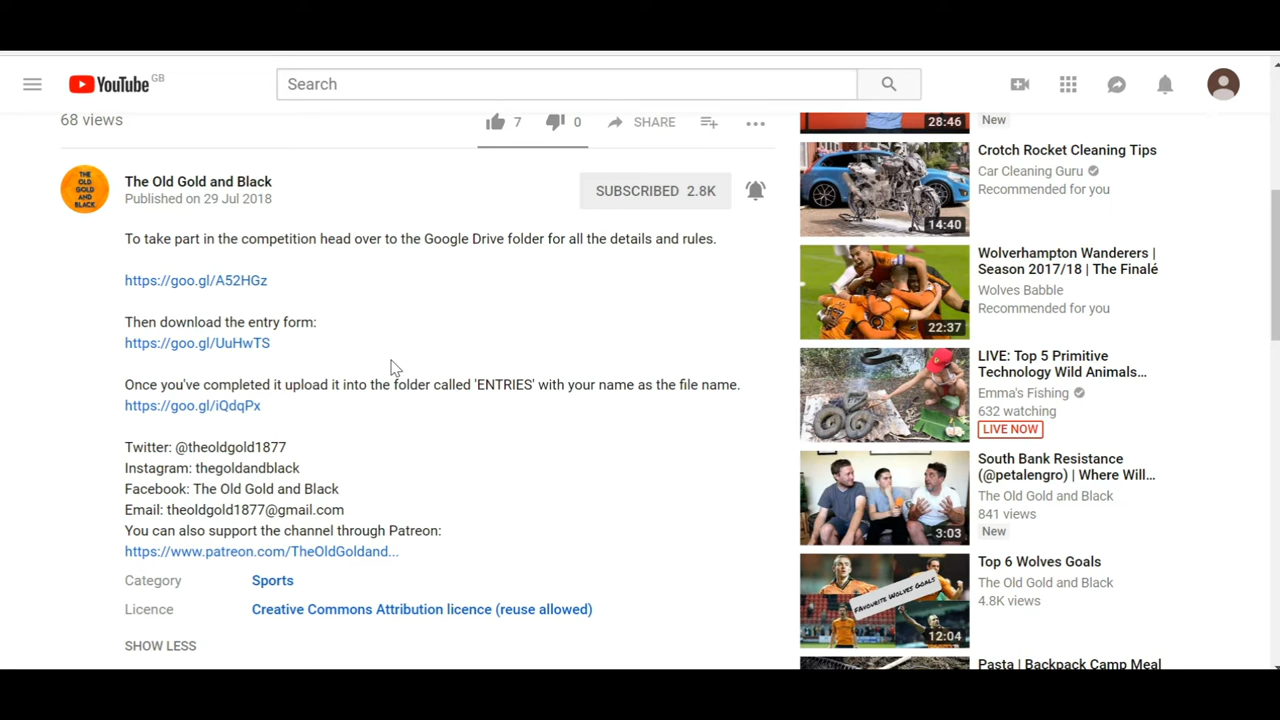 YouTube GB
Search
68 views
7
0
SHARE
THE
OLD
GOLD
AND
BLACK
The Old Gold and Black
Published on 29 Jul 2018
SUBSCRIBED 2.8K
To take part in the competition head over to the Google Drive folder for all the details and rules.
https://goo.gl/A52HGz
Then download the entry form:
https://goo.gl/UuHwTS
Once you've completed it upload it into the folder called 'ENTRIES' with your name as the file name.
https://goo.gl/iQdqPx
Twitter: @theoldgold1877
Instagram: thegoldandblack
Facebook: The Old Gold and Black
Email: theoldgold1877@gmail.com
You can also support the channel through Patreon:
https://www.patreon.com/TheOldGoldand...
Category Sports
Licence Creative Commons Attribution licence (reuse allowed)
SHOW LESS
28:46
New
14:40
Crotch Rocket Cleaning Tips
Car Cleaning Guru
Recommended for you
22:37
Wolverhampton Wanderers |
Season 2017/18 | The Finalé
Wolves Babble
Recommended for you
LIVE: Top 5 Primitive
Technology Wild Animals...
Emma's Fishing
632 watching
LIVE NOW
3:03
South Bank Resistance
(@petalengro) | Where Will...
The Old Gold and Black
841 views
New
FAVOURITE WOLVES GOALS
12:04
Top 6 Wolves Goals
The Old Gold and Black
4.8K views
Pasta | Backpack Camp Meal